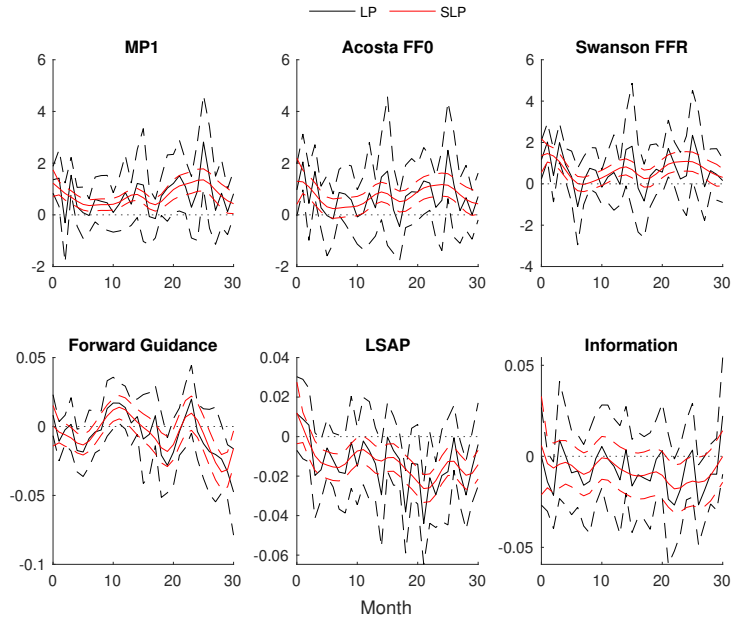 LP SLP
MP1 Acosta FF0 Swanson FFR
6 6 6
4 4 4
2 2 2
0 0 0
-2 -2 -2
-4
0 10 20 30 0 10 20 30 0 10 20 30
Forward Guidance LSAP Information
0.05 0.04 0.05
0.02
0 0 0
-0.02
-0.05 -0.04 -0.05
-0.1 -0.06
0 10 20 30 0 10 20 30 0 10 20 30
Month